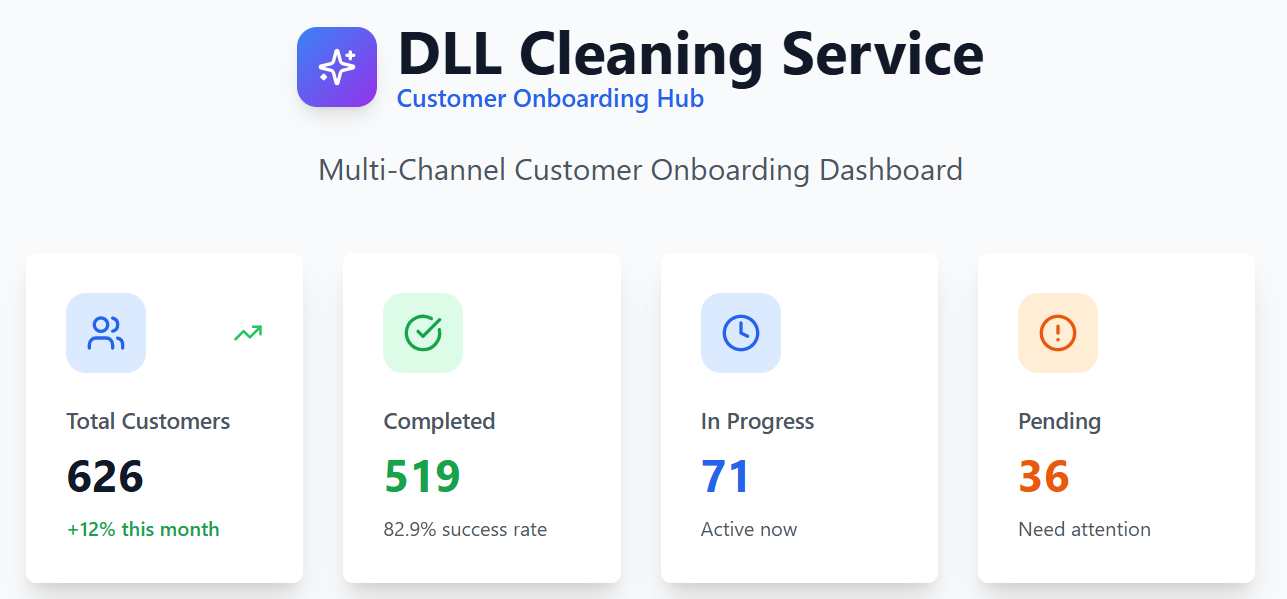 DLL Cleaning Service
Customer Onboarding Hub
Multi-Channel Customer Onboarding Dashboard
Total Customers
626
+12% this month
Completed
519
82.9% success rate
In Progress
71
Active now
Pending
36
Need attention